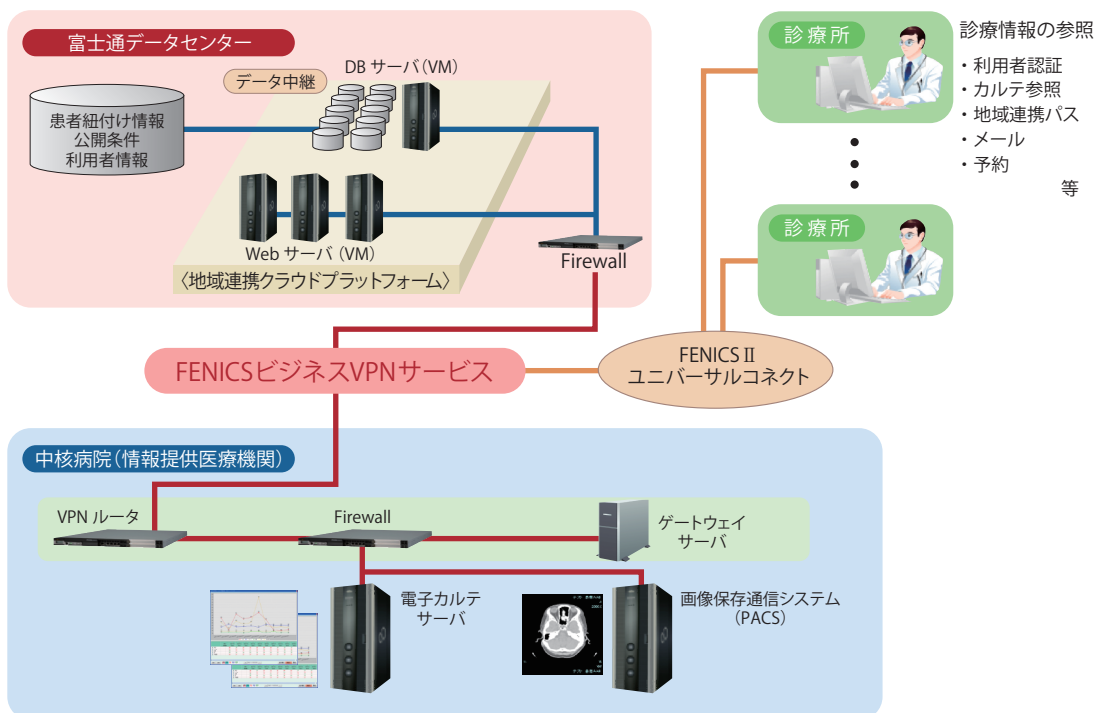 富士通データセンター
データ中継
DB サーバ(VM)
患者紐付け情報
公開条件
利用者情報
Web サーバ (VM)
〈地域連携クラウドプラットフォーム〉
Firewall
診療所
診療情報の参照
・利用者認証
・カルテ参照
・地域連携パス
・メール
・予約
等
診療所
FENICSビジネスVPNサービス
FENICS II
ユニバーサルコネクト
中核病院(情報提供医療機関)
VPN ルータ
Firewall
ゲートウェイ
サーバ
電子カルテ
サーバ
画像保存通信システム
(PACS)